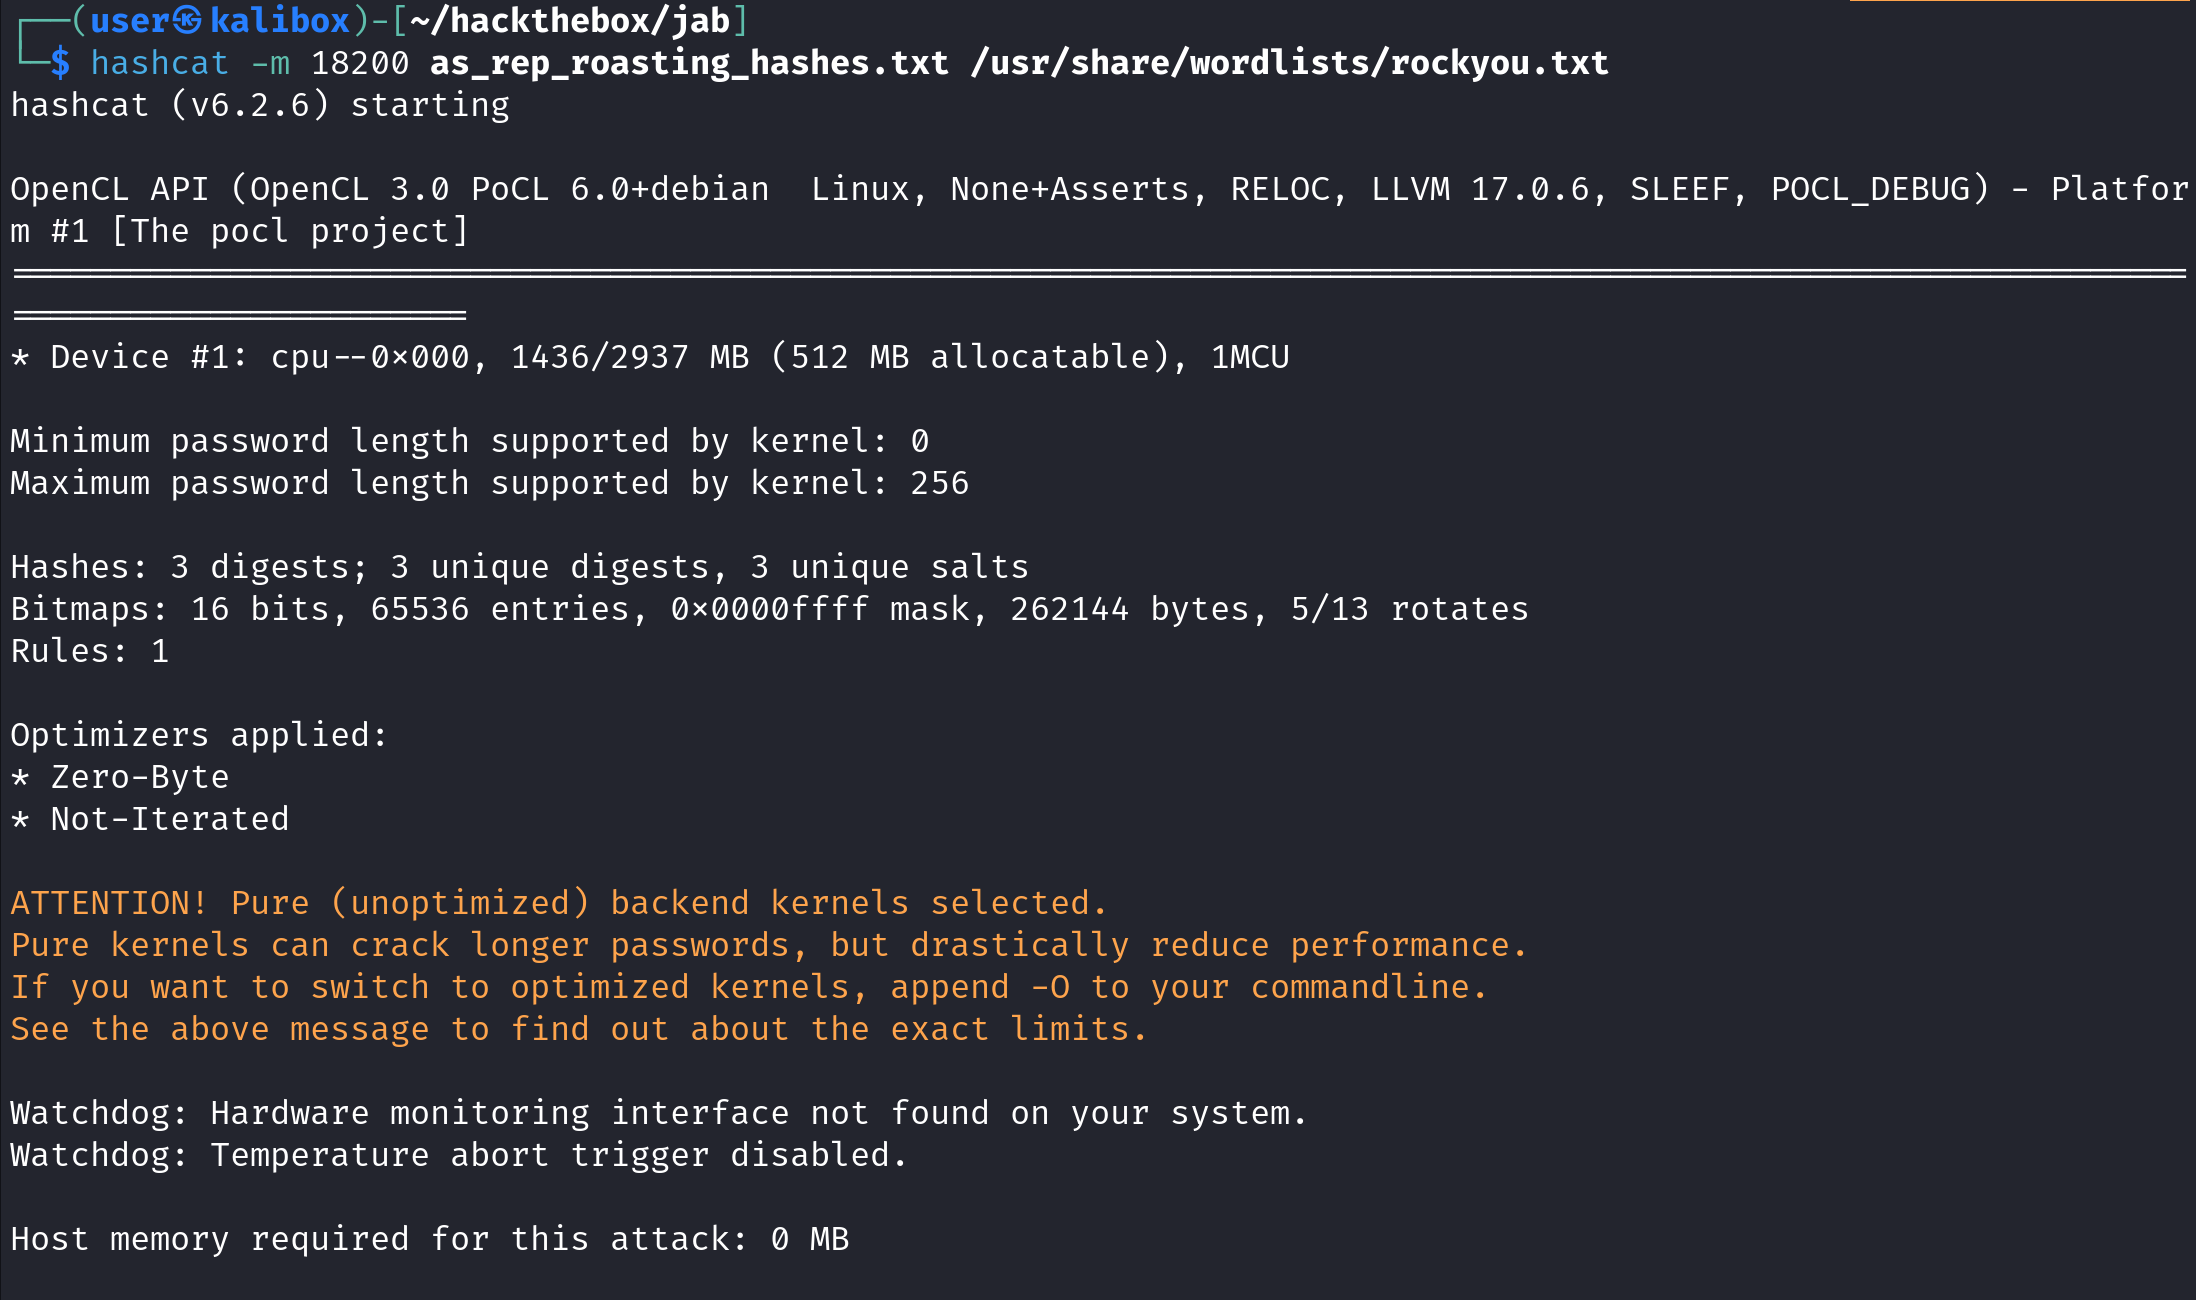 ┌──(user㉿kalibox)-[~/hackthebox/jab]
└─$ hashcat -m 18200 as_rep_roasting_hashes.txt /usr/share/wordlists/rockyou.txt
hashcat (v6.2.6) starting

OpenCL API (OpenCL 3.0 PoCL 6.0+debian  Linux, None+Asserts, RELOC, LLVM 17.0.6, SLEEF, POCL_DEBUG) - Platfor
m #1 [The pocl project]
=============================================================================================================
=======================
* Device #1: cpu--0x000, 1436/2937 MB (512 MB allocatable), 1MCU

Minimum password length supported by kernel: 0
Maximum password length supported by kernel: 256

Hashes: 3 digests; 3 unique digests, 3 unique salts
Bitmaps: 16 bits, 65536 entries, 0x0000ffff mask, 262144 bytes, 5/13 rotates
Rules: 1

Optimizers applied:
* Zero-Byte
* Not-Iterated

ATTENTION! Pure (unoptimized) backend kernels selected.
Pure kernels can crack longer passwords, but drastically reduce performance.
If you want to switch to optimized kernels, append -O to your commandline.
See the above message to find out about the exact limits.

Watchdog: Hardware monitoring interface not found on your system.
Watchdog: Temperature abort trigger disabled.

Host memory required for this attack: 0 MB